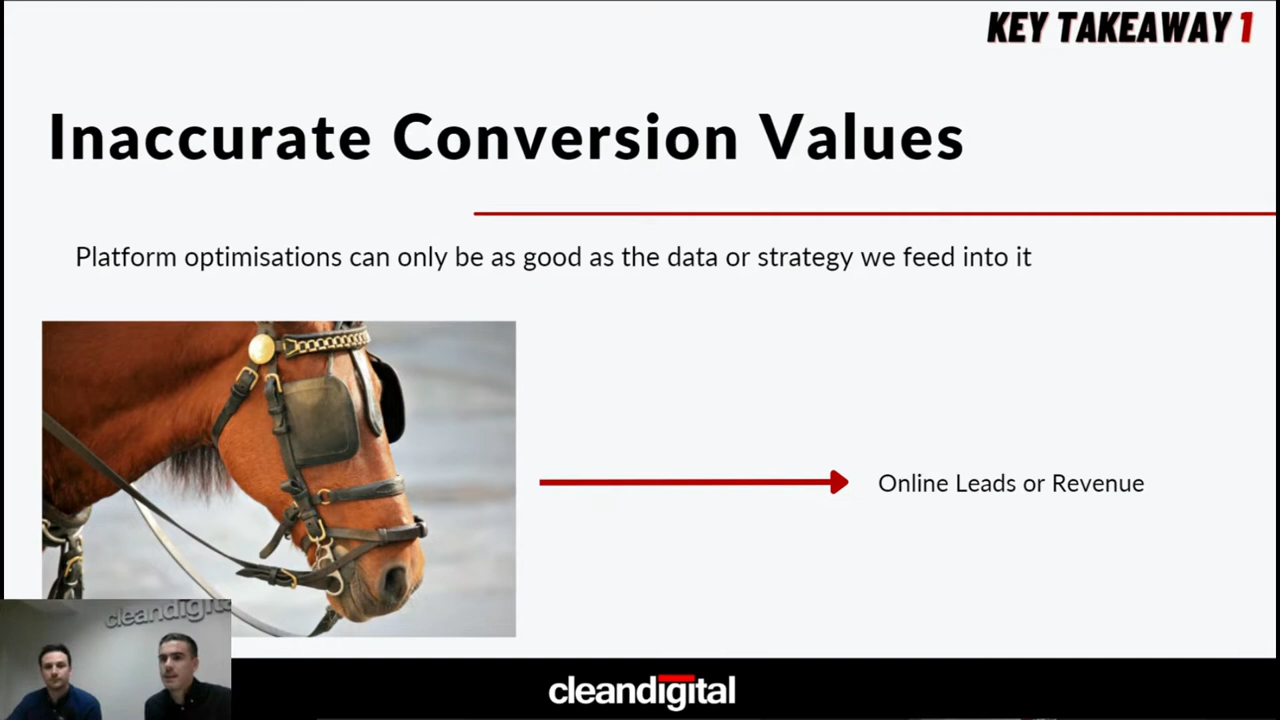 KEY TAKEAWAY 1
Inaccurate Conversion Values
Platform optimisations can only be as good as the data or strategy we feed into it
Online Leads or Revenue
cleandigital
cleandigital